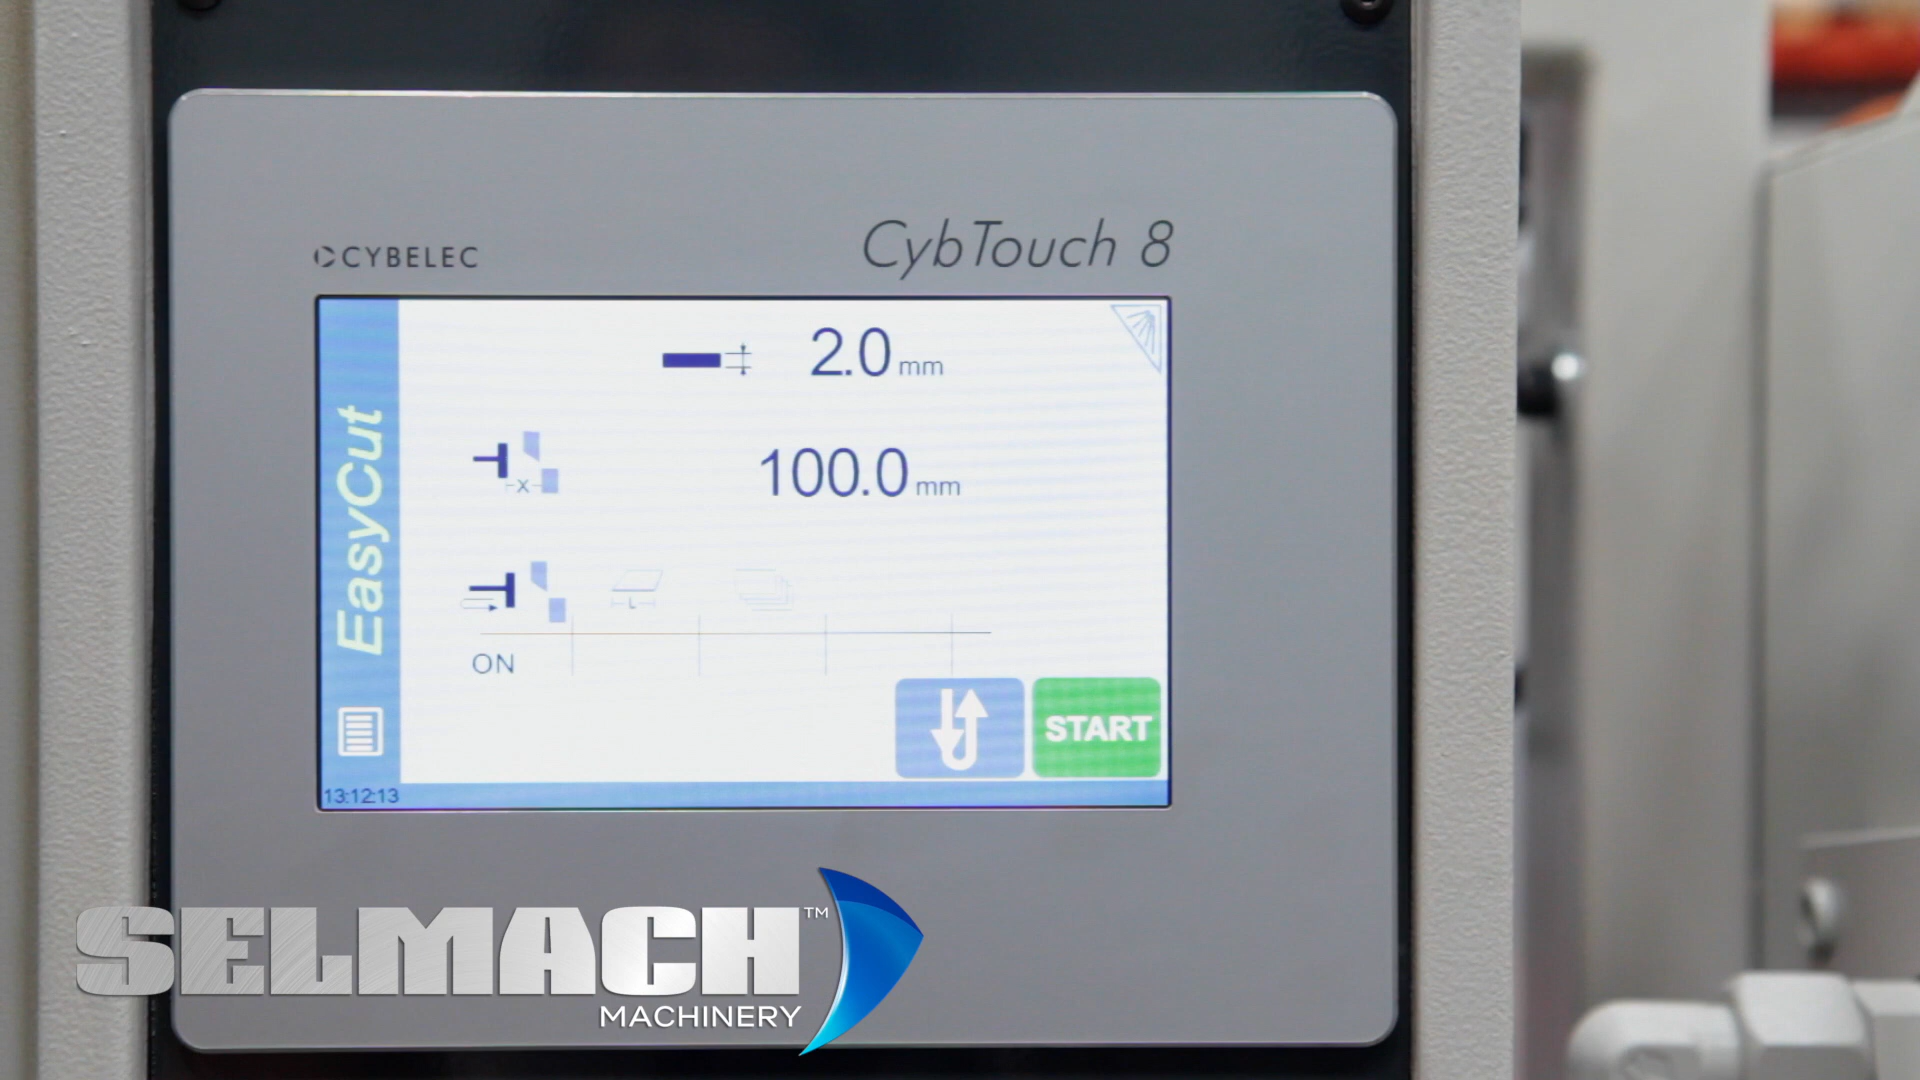 CYBELEC
CybTouch 8
EasyCut
2.0 mm
X
100.0 mm
L
ON
START
13:12:13
SELMACH™
MACHINERY